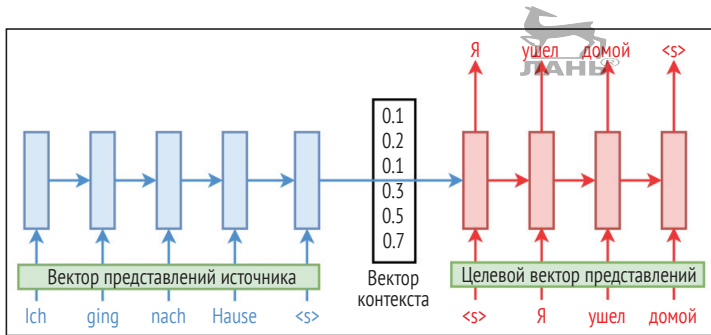 Я ушел домой <s>
ЛАНЬ®
0.1
0.2
0.1
0.3
0.5
0.7
Вектор представлений источника
Вектор
контекста
Целевой вектор представлений
Ich ging nach Hause <s>
<s> Я ушел домой